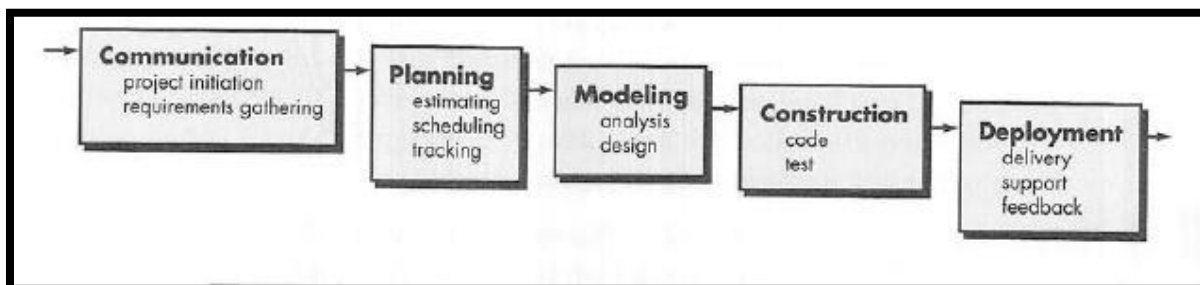 Communication
project initiation
requirements gathering
Planning
estimating
scheduling
tracking
Modeling
analysis
design
Construction
code
test
Deployment
delivery
support
feedback